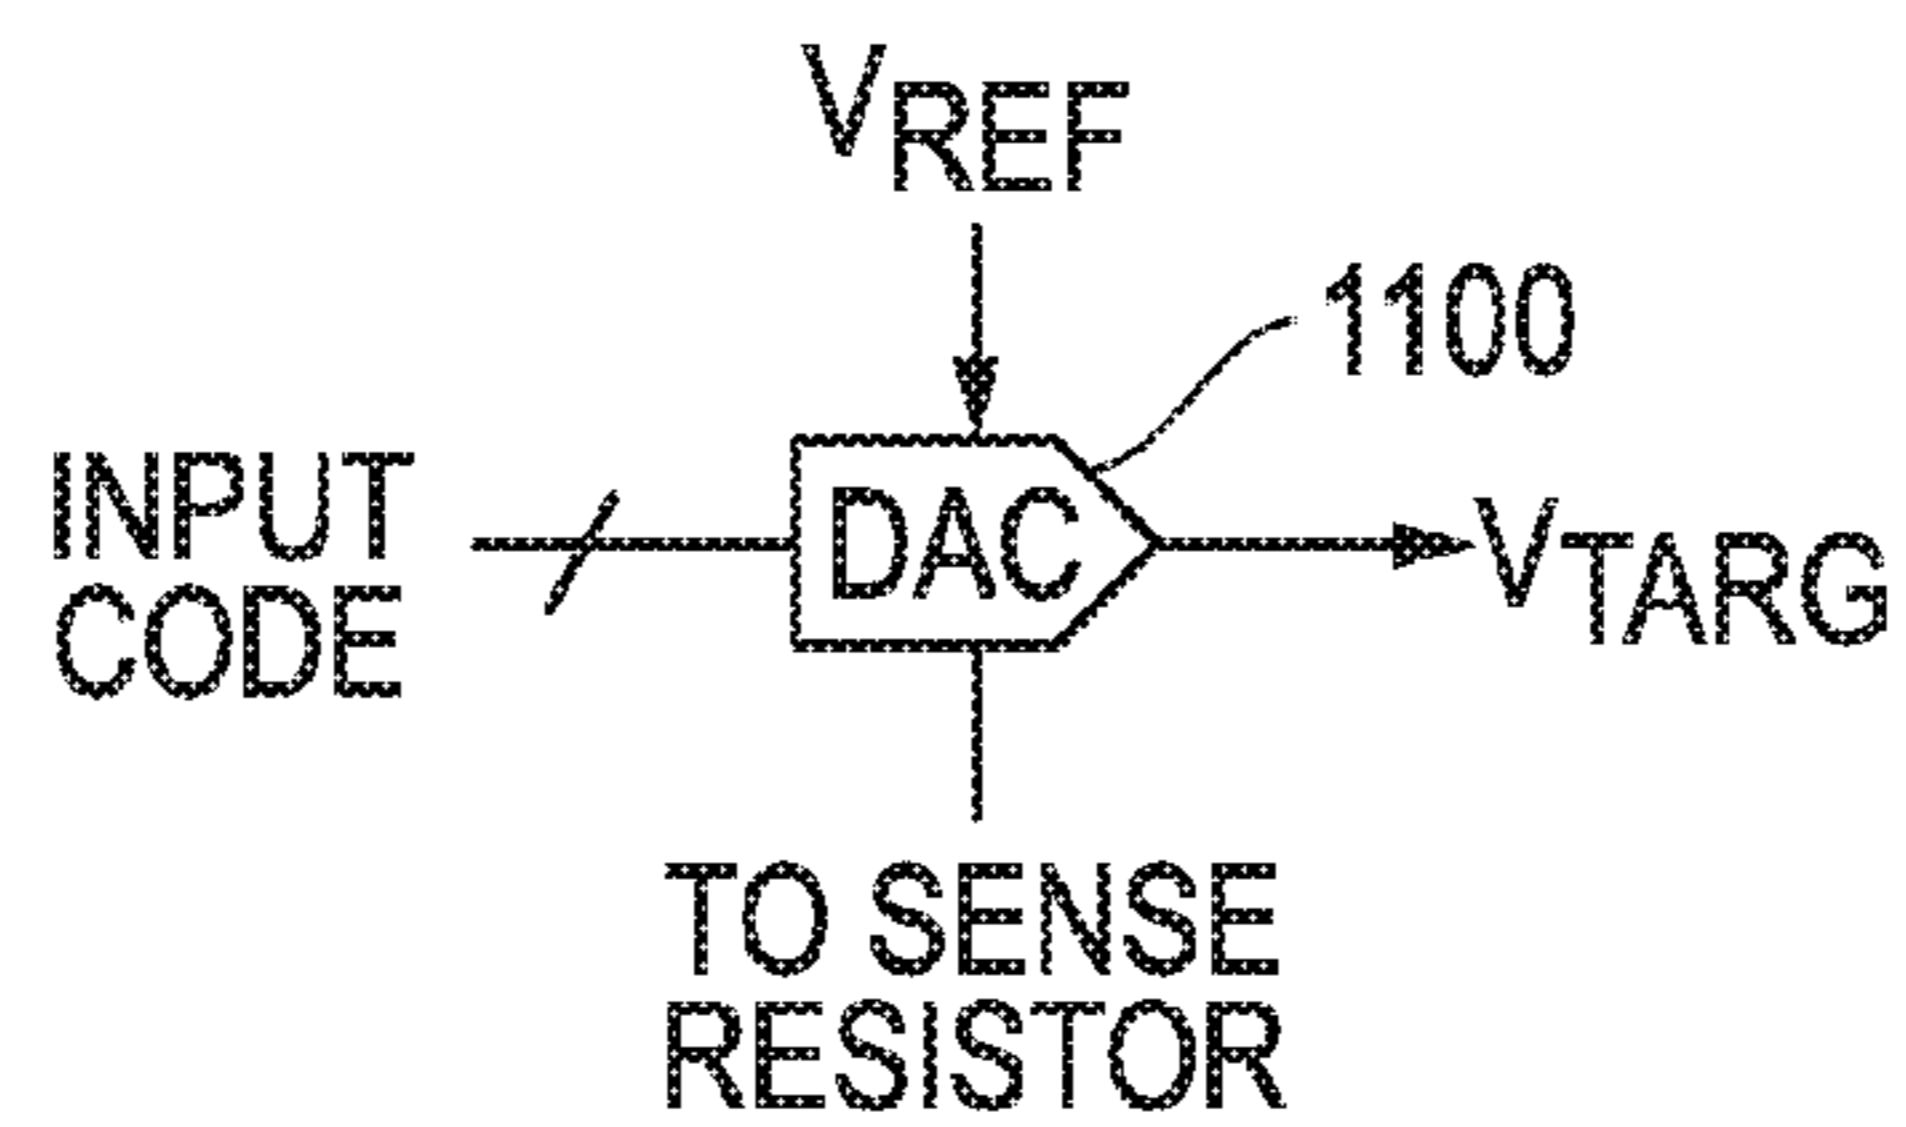 VREF
1100
INPUT
CODE
DAC
VTARG
TO SENSE
RESISTOR